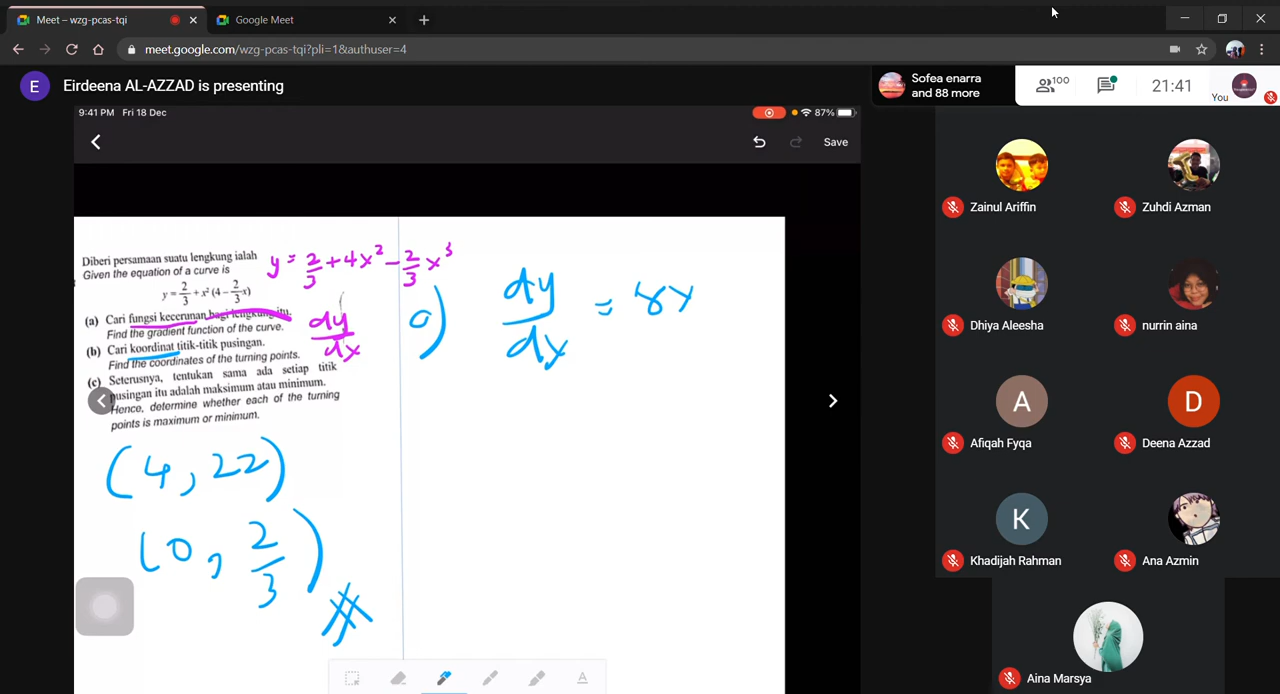 Meet – wzg-pcas-tqi
Google Meet
meet.google.com/wzg-pcas-tqi?pli=1&authuser=4
E
Eirdeena AL-AZZAD is presenting
Sofea enarra
and 88 more
100
21:41
You
9:41 PM Fri 18 Dec
87%
Save
Diberi persamaan suatu lengkung ialah
Given the equation of a curve is
y = 2/3 + x² (4 – 2/3 x)
y = 2/3 + 4x² – 2/3 x³
(a) Cari fungsi kecerunan bagi lengkung itu.
Find the gradient function of the curve.
dy/dx
(b) Cari koordinat titik-titik pusingan.
Find the coordinates of the turning points.
(c) Seterusnya, tentukan sama ada setiap titik
pusingan itu adalah maksimum atau minimum.
Hence, determine whether each of the turning
points is maximum or minimum.
(4, 22)
(0, 2/3)
dy/dx = 8x
A
Zainul Ariffin
Zuhdi Azman
Dhiya Aleesha
nurrin aina
A
Afiqah Fyqa
D
Deena Azzad
K
Khadijah Rahman
Ana Azmin
Aina Marsya